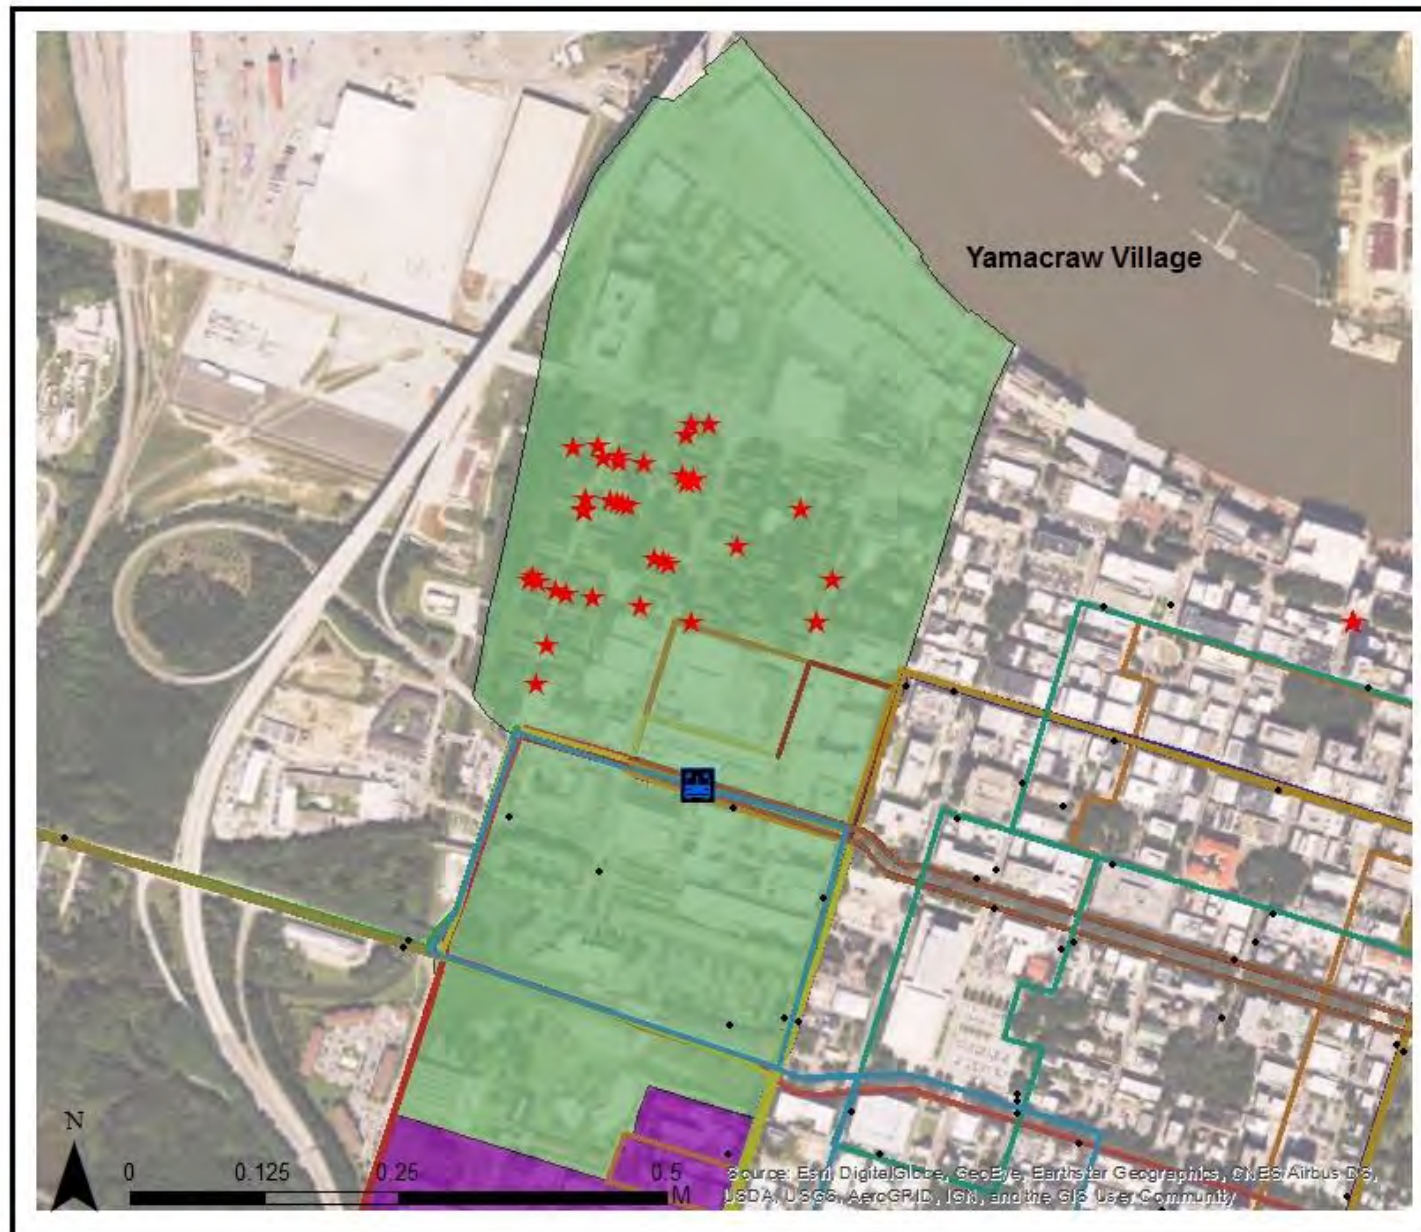 Yamacraw Village
N
0 0.125 0.25 0.5
M
Source: Esri, DigitalGlobe, GeoEye, Earthstar Geographics, CNES/Airbus DS,
USDA, USGS, AeroGRID, IGN, and the GIS User Community